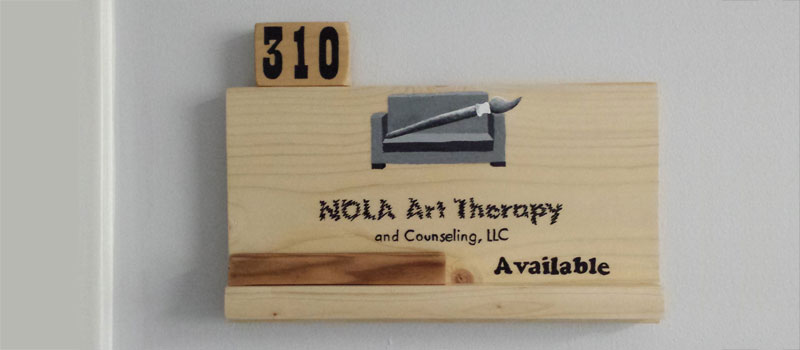 310
NOLA Art Therapy
and Counseling, LLC
Available